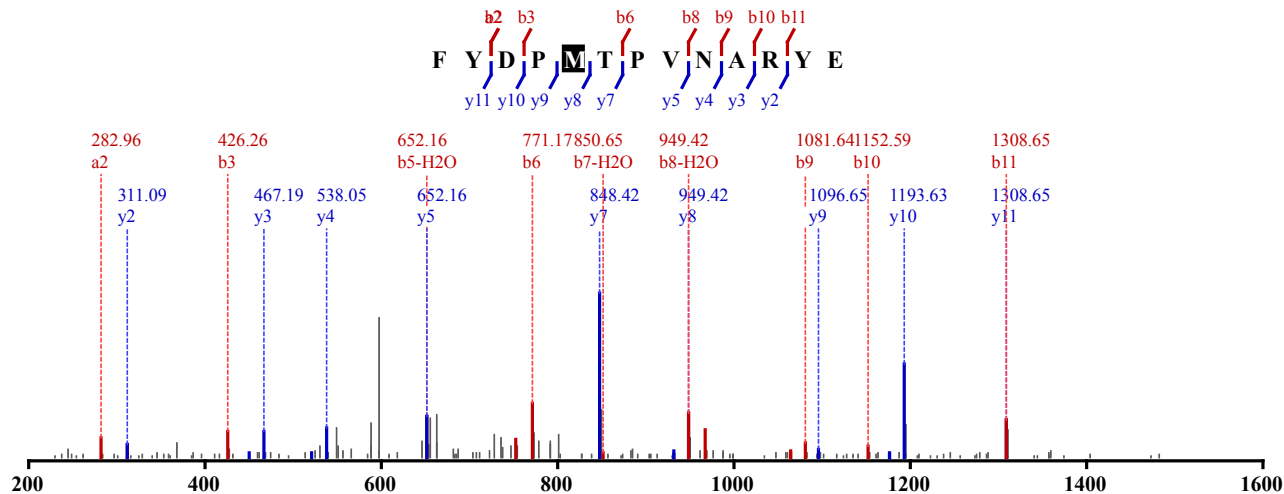 a2 b2 b3 b6 b8 b9 b10 b11
F Y D P M T P V N A R Y E
y11 y10 y9 y8 y7 y5 y4 y3 y2
282.96 426.26 652.16 771.17 850.65 949.42 1081.64 1152.59 1308.65
a2 b3 b5-H2O b6 b7-H2O b8-H2O b9 b10 b11
311.09 467.19 538.05 652.16 848.42 949.42 1096.65 1193.63 1308.65
y2 y3 y4 y5 y7 y8 y9 y10 y11
200 400 600 800 1000 1200 1400 1600